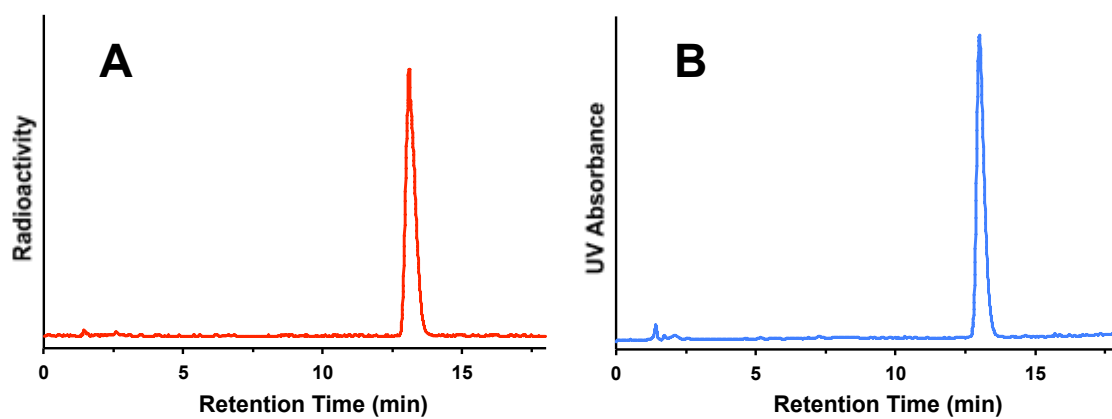 A
Radioactivity
0 5 10 15
Retention Time (min)
B
UV Absorbance
0 5 10 15
Retention Time (min)